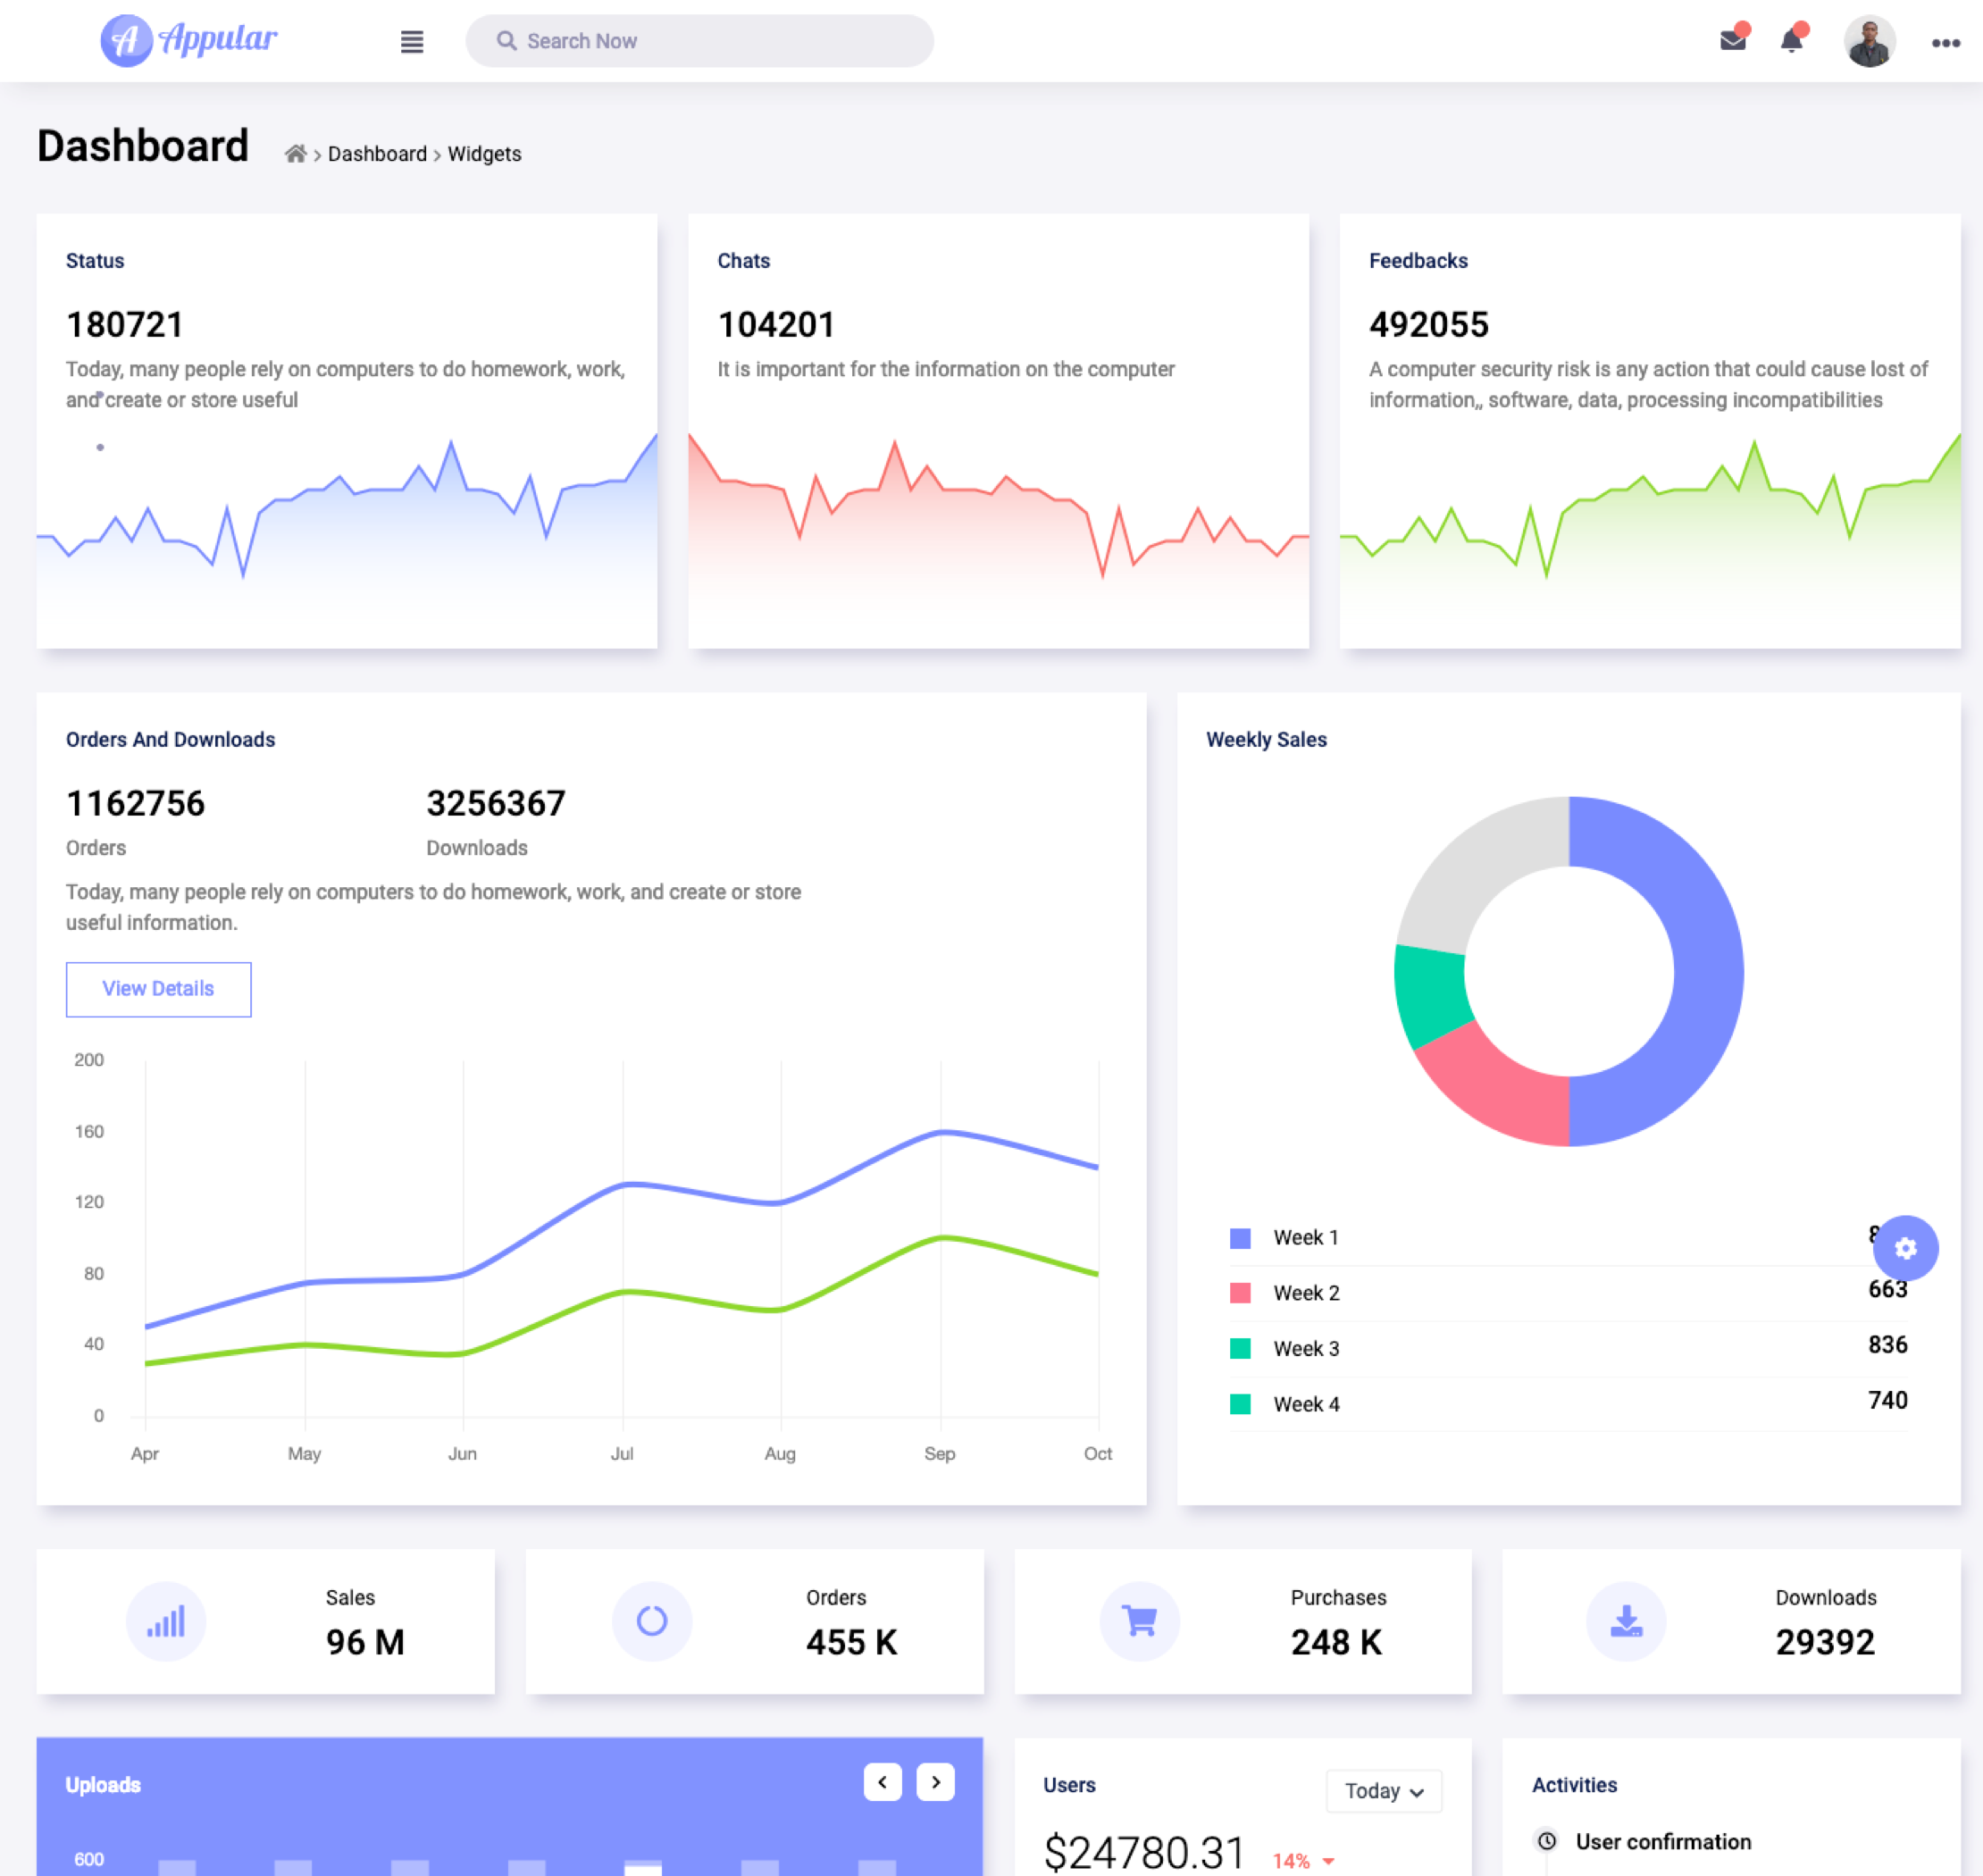 A Appular
Search Now
Dashboard
Dashboard > Widgets
Status
180721
Today, many people rely on computers to do homework, work,
and create or store useful
Chats
104201
It is important for the information on the computer
Feedbacks
492055
A computer security risk is any action that could cause lost of
information,, software, data, processing incompatibilities
Orders And Downloads
1162756
3256367
Orders
Downloads
Today, many people rely on computers to do homework, work, and create or store
useful information.
View Details
200
160
120
80
40
0
Apr May Jun Jul Aug Sep Oct
Weekly Sales
Week 1
Week 2 663
Week 3 836
Week 4 740
Sales
96 M
Orders
455 K
Purchases
248 K
Downloads
29392
Uploads
600
Users
Today
$24780.31 14%
Activities
User confirmation